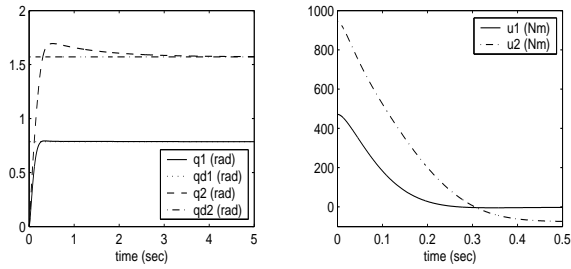 2
1.5
1
0.5
0
0 1 2 3 4 5
time (sec)
q1 (rad)
qd1 (rad)
q2 (rad)
qd2 (rad)
1000
800
600
400
200
0
0 0.1 0.2 0.3 0.4 0.5
time (sec)
u1 (Nm)
u2 (Nm)